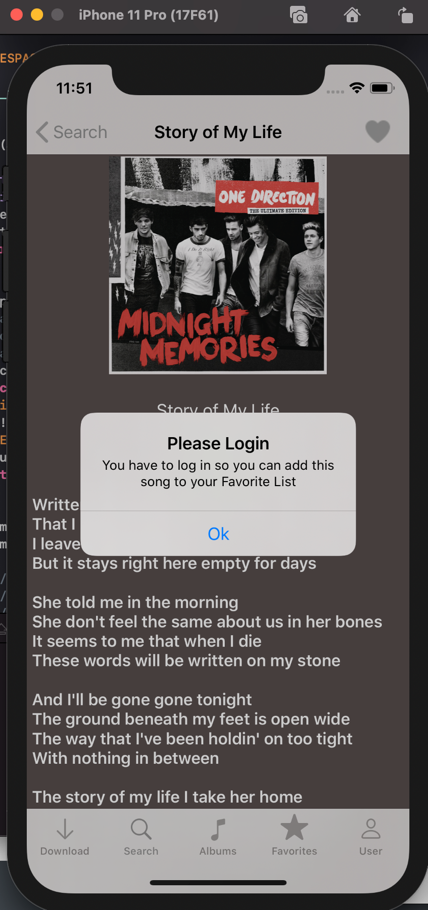 iPhone 11 Pro (17F61)
ESPA
11:51
Search
Story of My Life
ONE DIRECTION
THE ULTIMATE EDITION
MIDNIGHT
MEMORIES
Story of My Life
Please Login
You have to log in so you can add this
song to your Favorite List
Ok
Writte
That I
I leave
But it stays right here empty for days
She told me in the morning
She don't feel the same about us in her bones
It seems to me that when I die
These words will be written on my stone
And I'll be gone gone tonight
The ground beneath my feet is open wide
The way that I've been holdin' on too tight
With nothing in between
The story of my life I take her home
Download
Search
Albums
Favorites
User